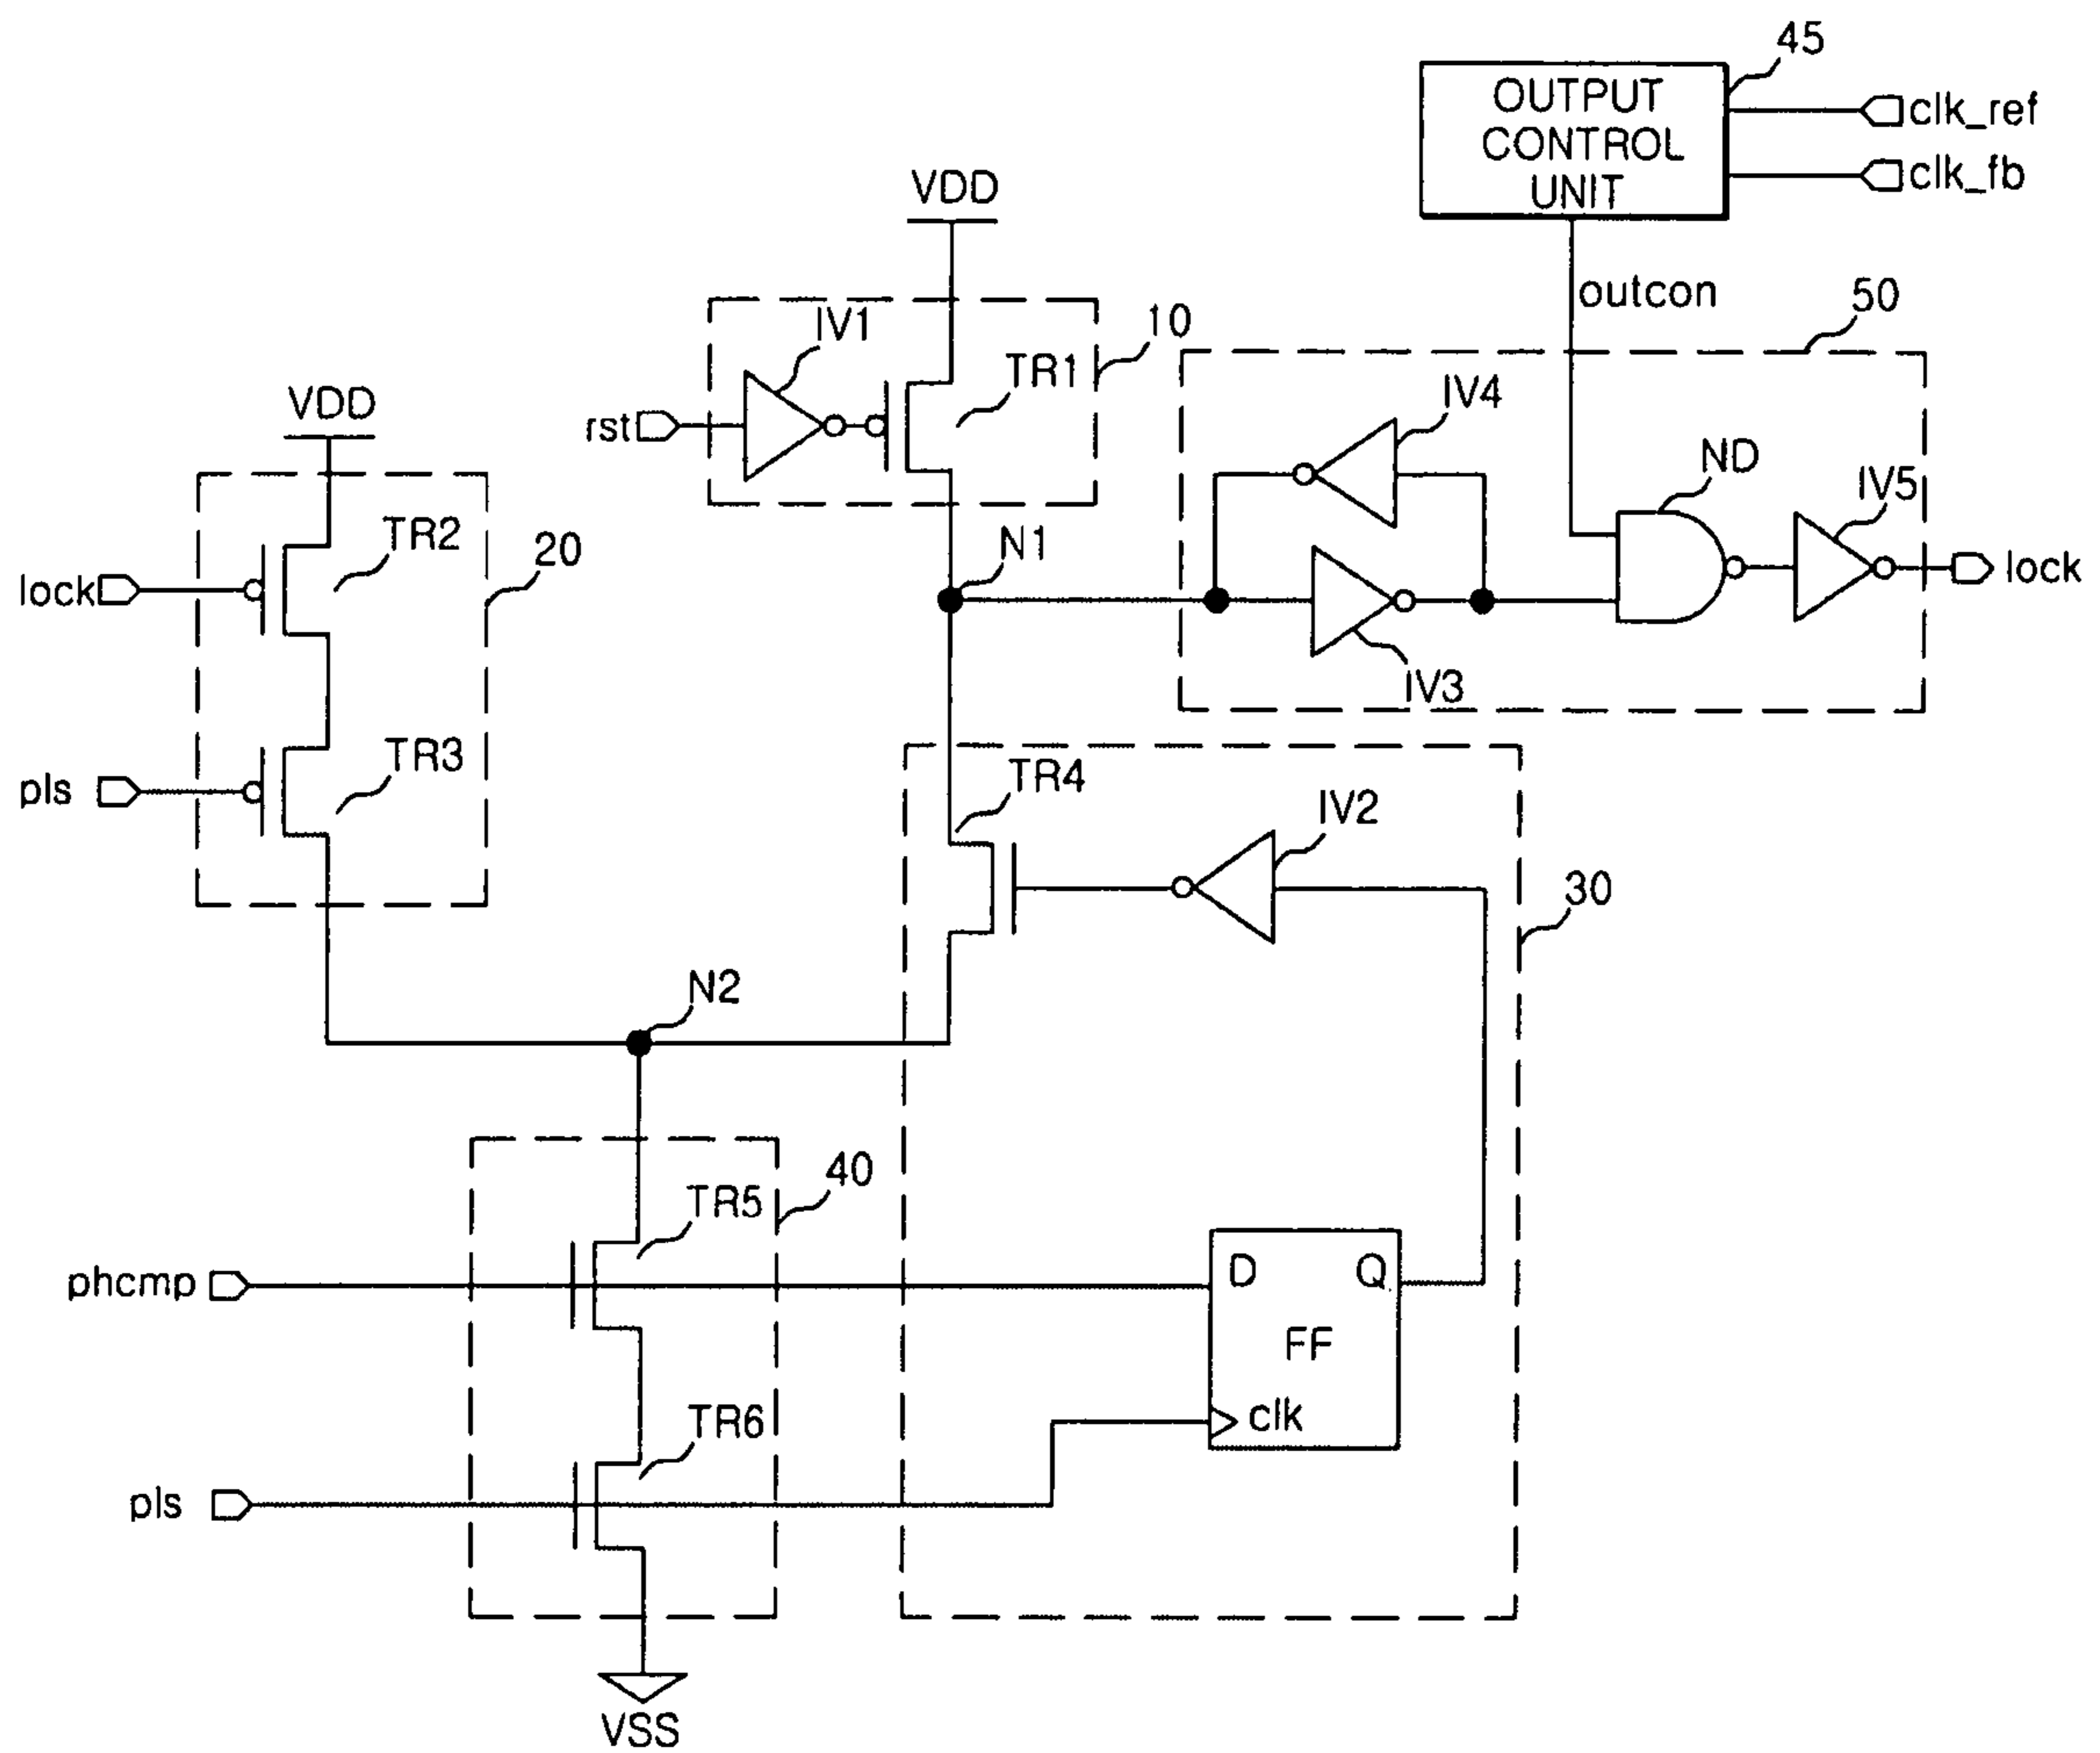 45
OUTPUT
CONTROL
UNIT
clk_ref
clk_fb
VDD
outcon
50
IV1
10
TR1
rst
VDD
IV4
ND
IV5
TR2
20
N1
lock
lock
IV3
TR3
pls
TR4
IV2
30
N2
40
TR5
phcmp
D
Q
FF
TR6
clk
pls
VSS